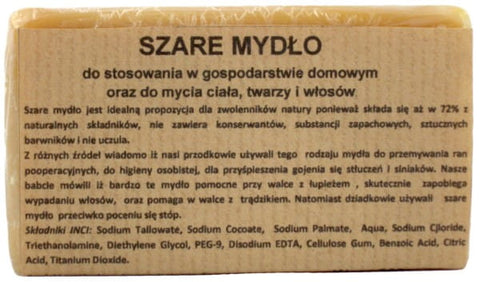 SZARE MYDŁO
do stosowania w gospodarstwie domowym
oraz do mycia ciała, twarzy i włosów
Szare mydło jest idealną propozycja dla zwolenników natury ponieważ składa się aż w 72% z
naturalnych składników, nie zawiera konserwantów, substancji zapachowych, sztucznych
barwników i nie uczula.
Z różnych źródeł wiadomo iż nasi przodkowie używali tego rodzaju mydła do przemywania ran
pooperacyjnych, do higieny osobistej, dla przyśpieszenia gojenia się stłuczeń i siniaków. Nasze
babcie mówili iż bardzo te mydło pomocne przy walce z łupieżem , skutecznie zapobiega
wypadaniu włosów, oraz pomaga w walce z trądzikiem. Natomiast dziadkowie używali szare
mydło przeciwko poceniu się stóp.
Składniki INCI: Sodium Tallowate, Sodium Cocoate, Sodium Palmate, Aqua, Sodium Cjloride,
Triethanolamine, Diethylene Glycol, PEG-9, Disodium EDTA, Cellulose Gum, Benzoic Acid, Citric
Acid, Titanium Dioxide.